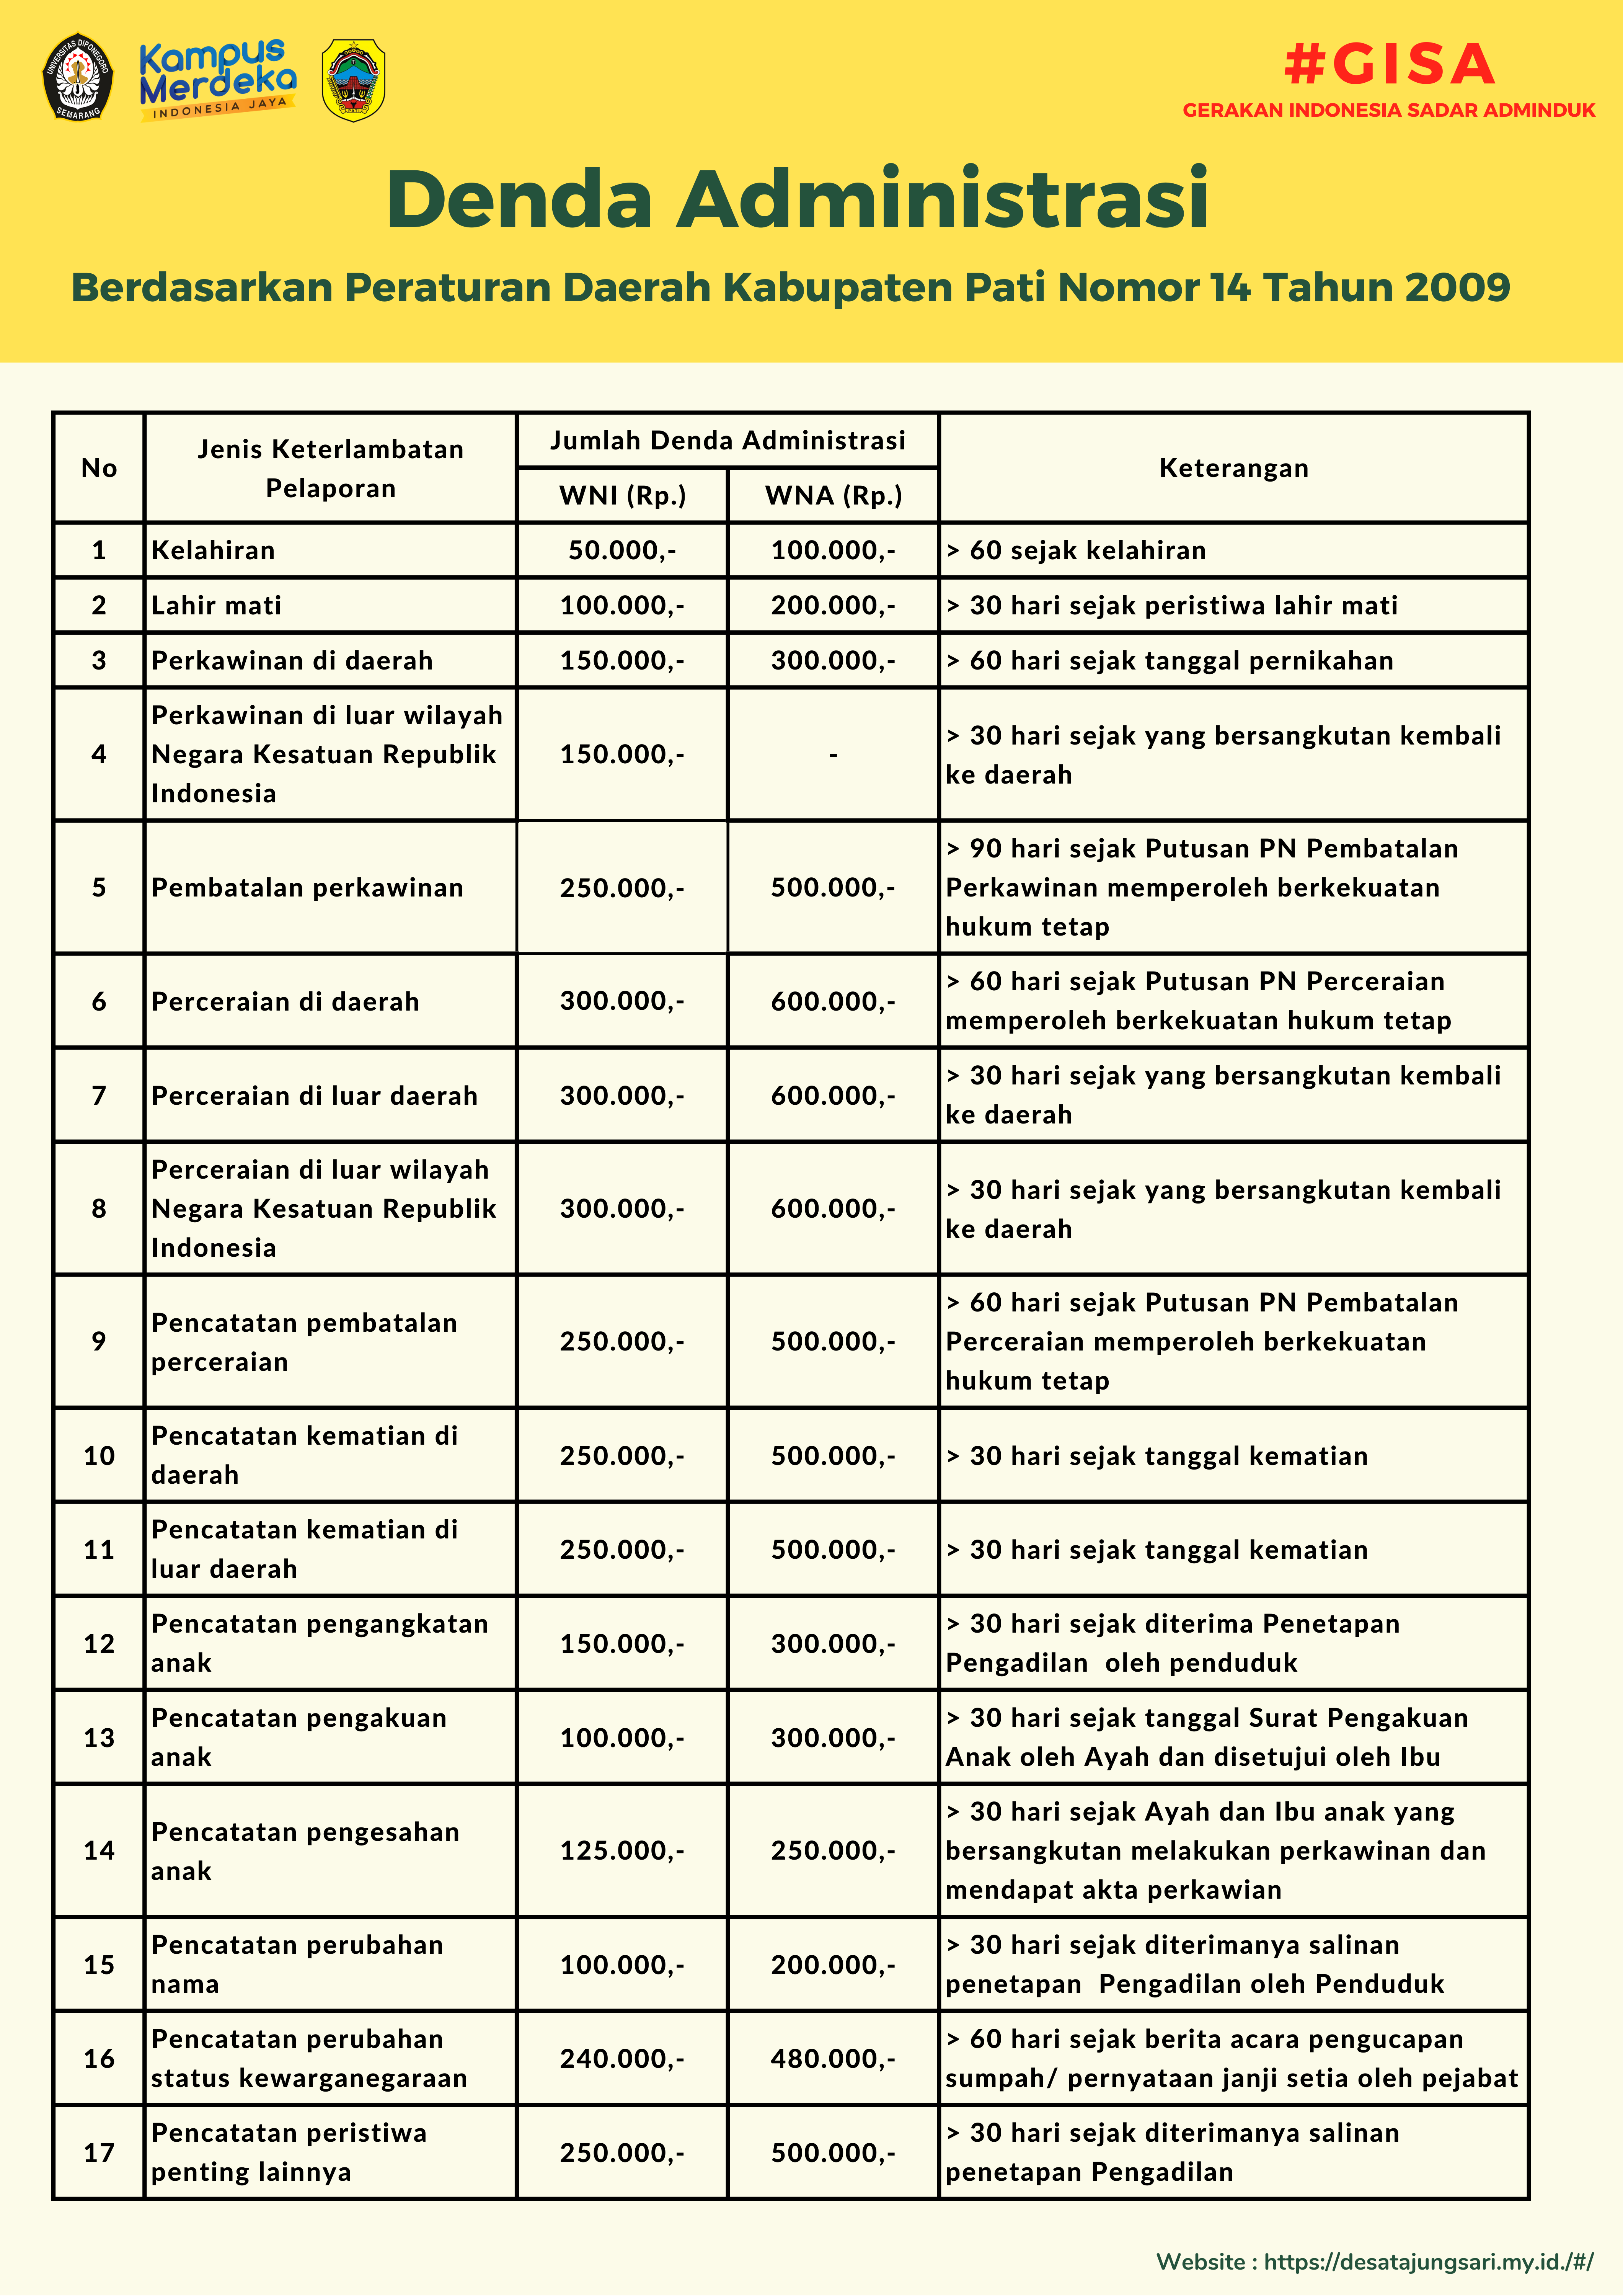 UNIVERSITAS DIPONEGORO
SEMARANG
Kampus
Merdeka
INDONESIA JAYA
#GISA
GERAKAN INDONESIA SADAR ADMINDUK
Denda Administrasi
Berdasarkan Peraturan Daerah Kabupaten Pati Nomor 14 Tahun 2009
No
Jenis Keterlambatan
Pelaporan
Jumlah Denda Administrasi
WNI (Rp.)
WNA (Rp.)
Keterangan
1
Kelahiran
50.000,-
100.000,-
> 60 sejak kelahiran
2
Lahir mati
100.000,-
200.000,-
> 30 hari sejak peristiwa lahir mati
3
Perkawinan di daerah
150.000,-
300.000,-
> 60 hari sejak tanggal pernikahan
4
Perkawinan di luar wilayah
Negara Kesatuan Republik
Indonesia
150.000,-
-
> 30 hari sejak yang bersangkutan kembali
ke daerah
5
Pembatalan perkawinan
250.000,-
500.000,-
> 90 hari sejak Putusan PN Pembatalan
Perkawinan memperoleh berkekuatan
hukum tetap
6
Perceraian di daerah
300.000,-
600.000,-
> 60 hari sejak Putusan PN Perceraian
memperoleh berkekuatan hukum tetap
7
Perceraian di luar daerah
300.000,-
600.000,-
> 30 hari sejak yang bersangkutan kembali
ke daerah
8
Perceraian di luar wilayah
Negara Kesatuan Republik
Indonesia
300.000,-
600.000,-
> 30 hari sejak yang bersangkutan kembali
ke daerah
9
Pencatatan pembatalan
perceraian
250.000,-
500.000,-
> 60 hari sejak Putusan PN Pembatalan
Perceraian memperoleh berkekuatan
hukum tetap
10
Pencatatan kematian di
daerah
250.000,-
500.000,-
> 30 hari sejak tanggal kematian
11
Pencatatan kematian di
luar daerah
250.000,-
500.000,-
> 30 hari sejak tanggal kematian
12
Pencatatan pengangkatan
anak
150.000,-
300.000,-
> 30 hari sejak diterima Penetapan
Pengadilan  oleh penduduk
13
Pencatatan pengakuan
anak
100.000,-
300.000,-
> 30 hari sejak tanggal Surat Pengakuan
Anak oleh Ayah dan disetujui oleh Ibu
14
Pencatatan pengesahan
anak
125.000,-
250.000,-
> 30 hari sejak Ayah dan Ibu anak yang
bersangkutan melakukan perkawinan dan
mendapat akta perkawian
15
Pencatatan perubahan
nama
100.000,-
200.000,-
> 30 hari sejak diterimanya salinan
penetapan  Pengadilan oleh Penduduk
16
Pencatatan perubahan
status kewarganegaraan
240.000,-
480.000,-
> 60 hari sejak berita acara pengucapan
sumpah/ pernyataan janji setia oleh pejabat
17
Pencatatan peristiwa
penting lainnya
250.000,-
500.000,-
> 30 hari sejak diterimanya salinan
penetapan Pengadilan
Website : https://desatajungsari.my.id./#/